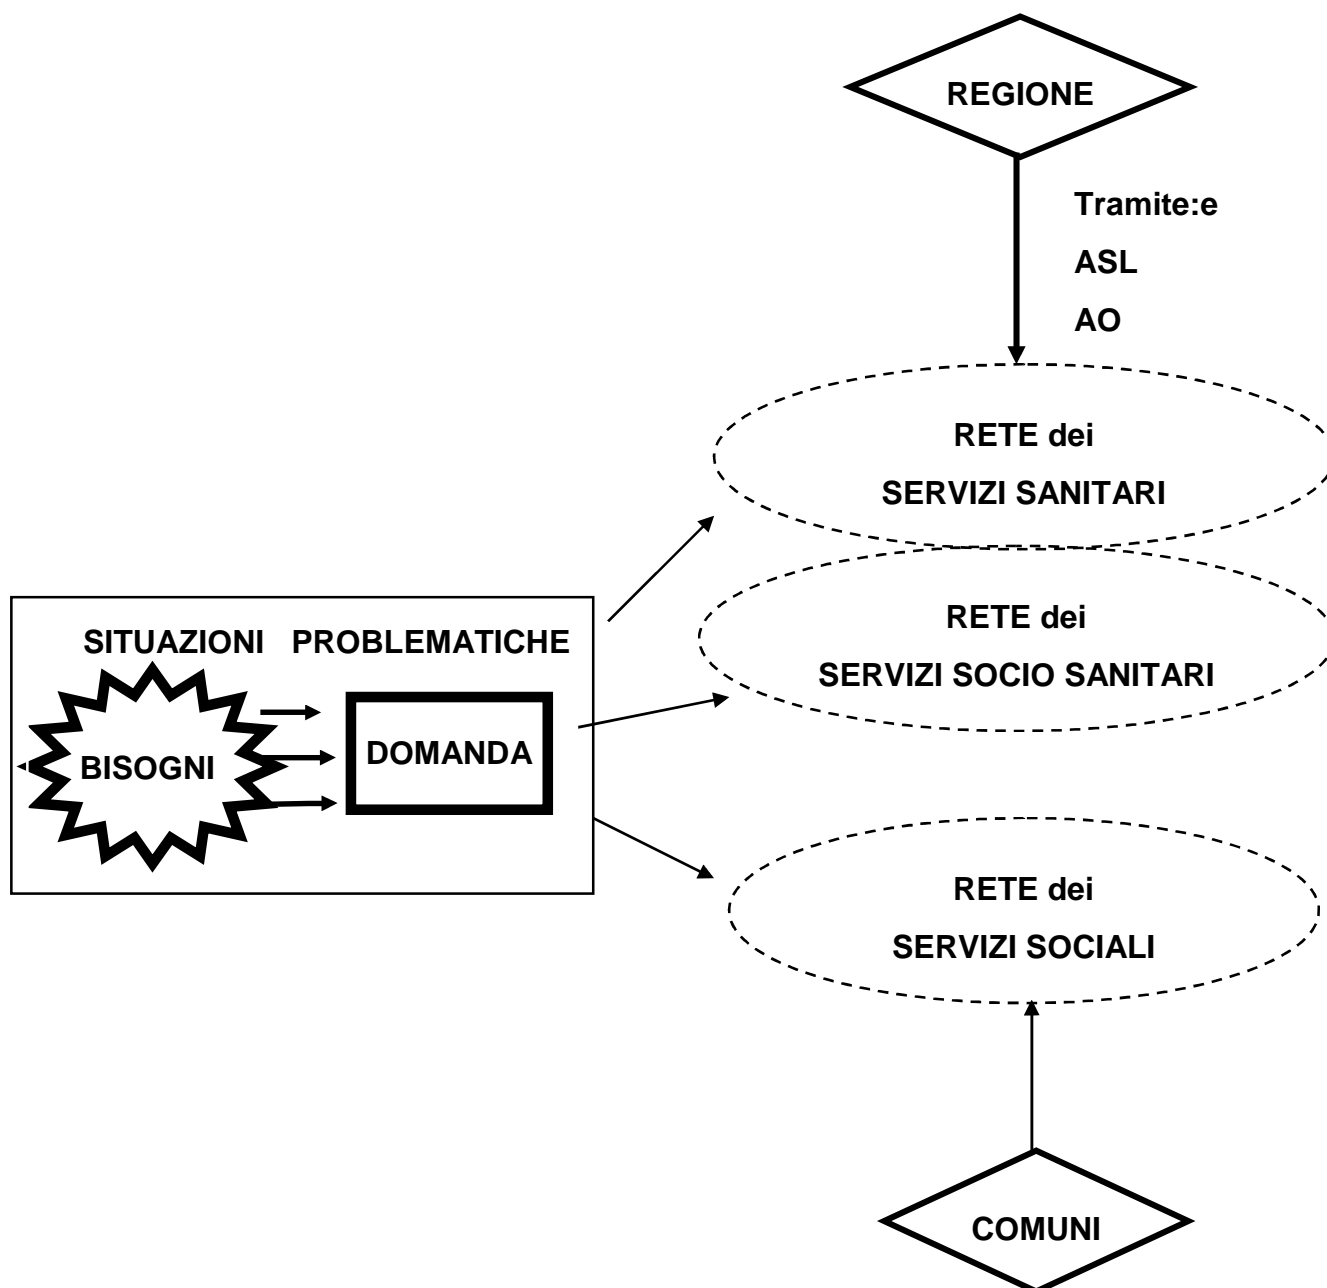 REGIONE
Tramite:e
ASL
AO
RETE dei
SERVIZI SANITARI
RETE dei
SERVIZI SOCIO SANITARI
SITUAZIONI PROBLEMATICHE
BISOGNI
DOMANDA
RETE dei
SERVIZI SOCIALI
COMUNI